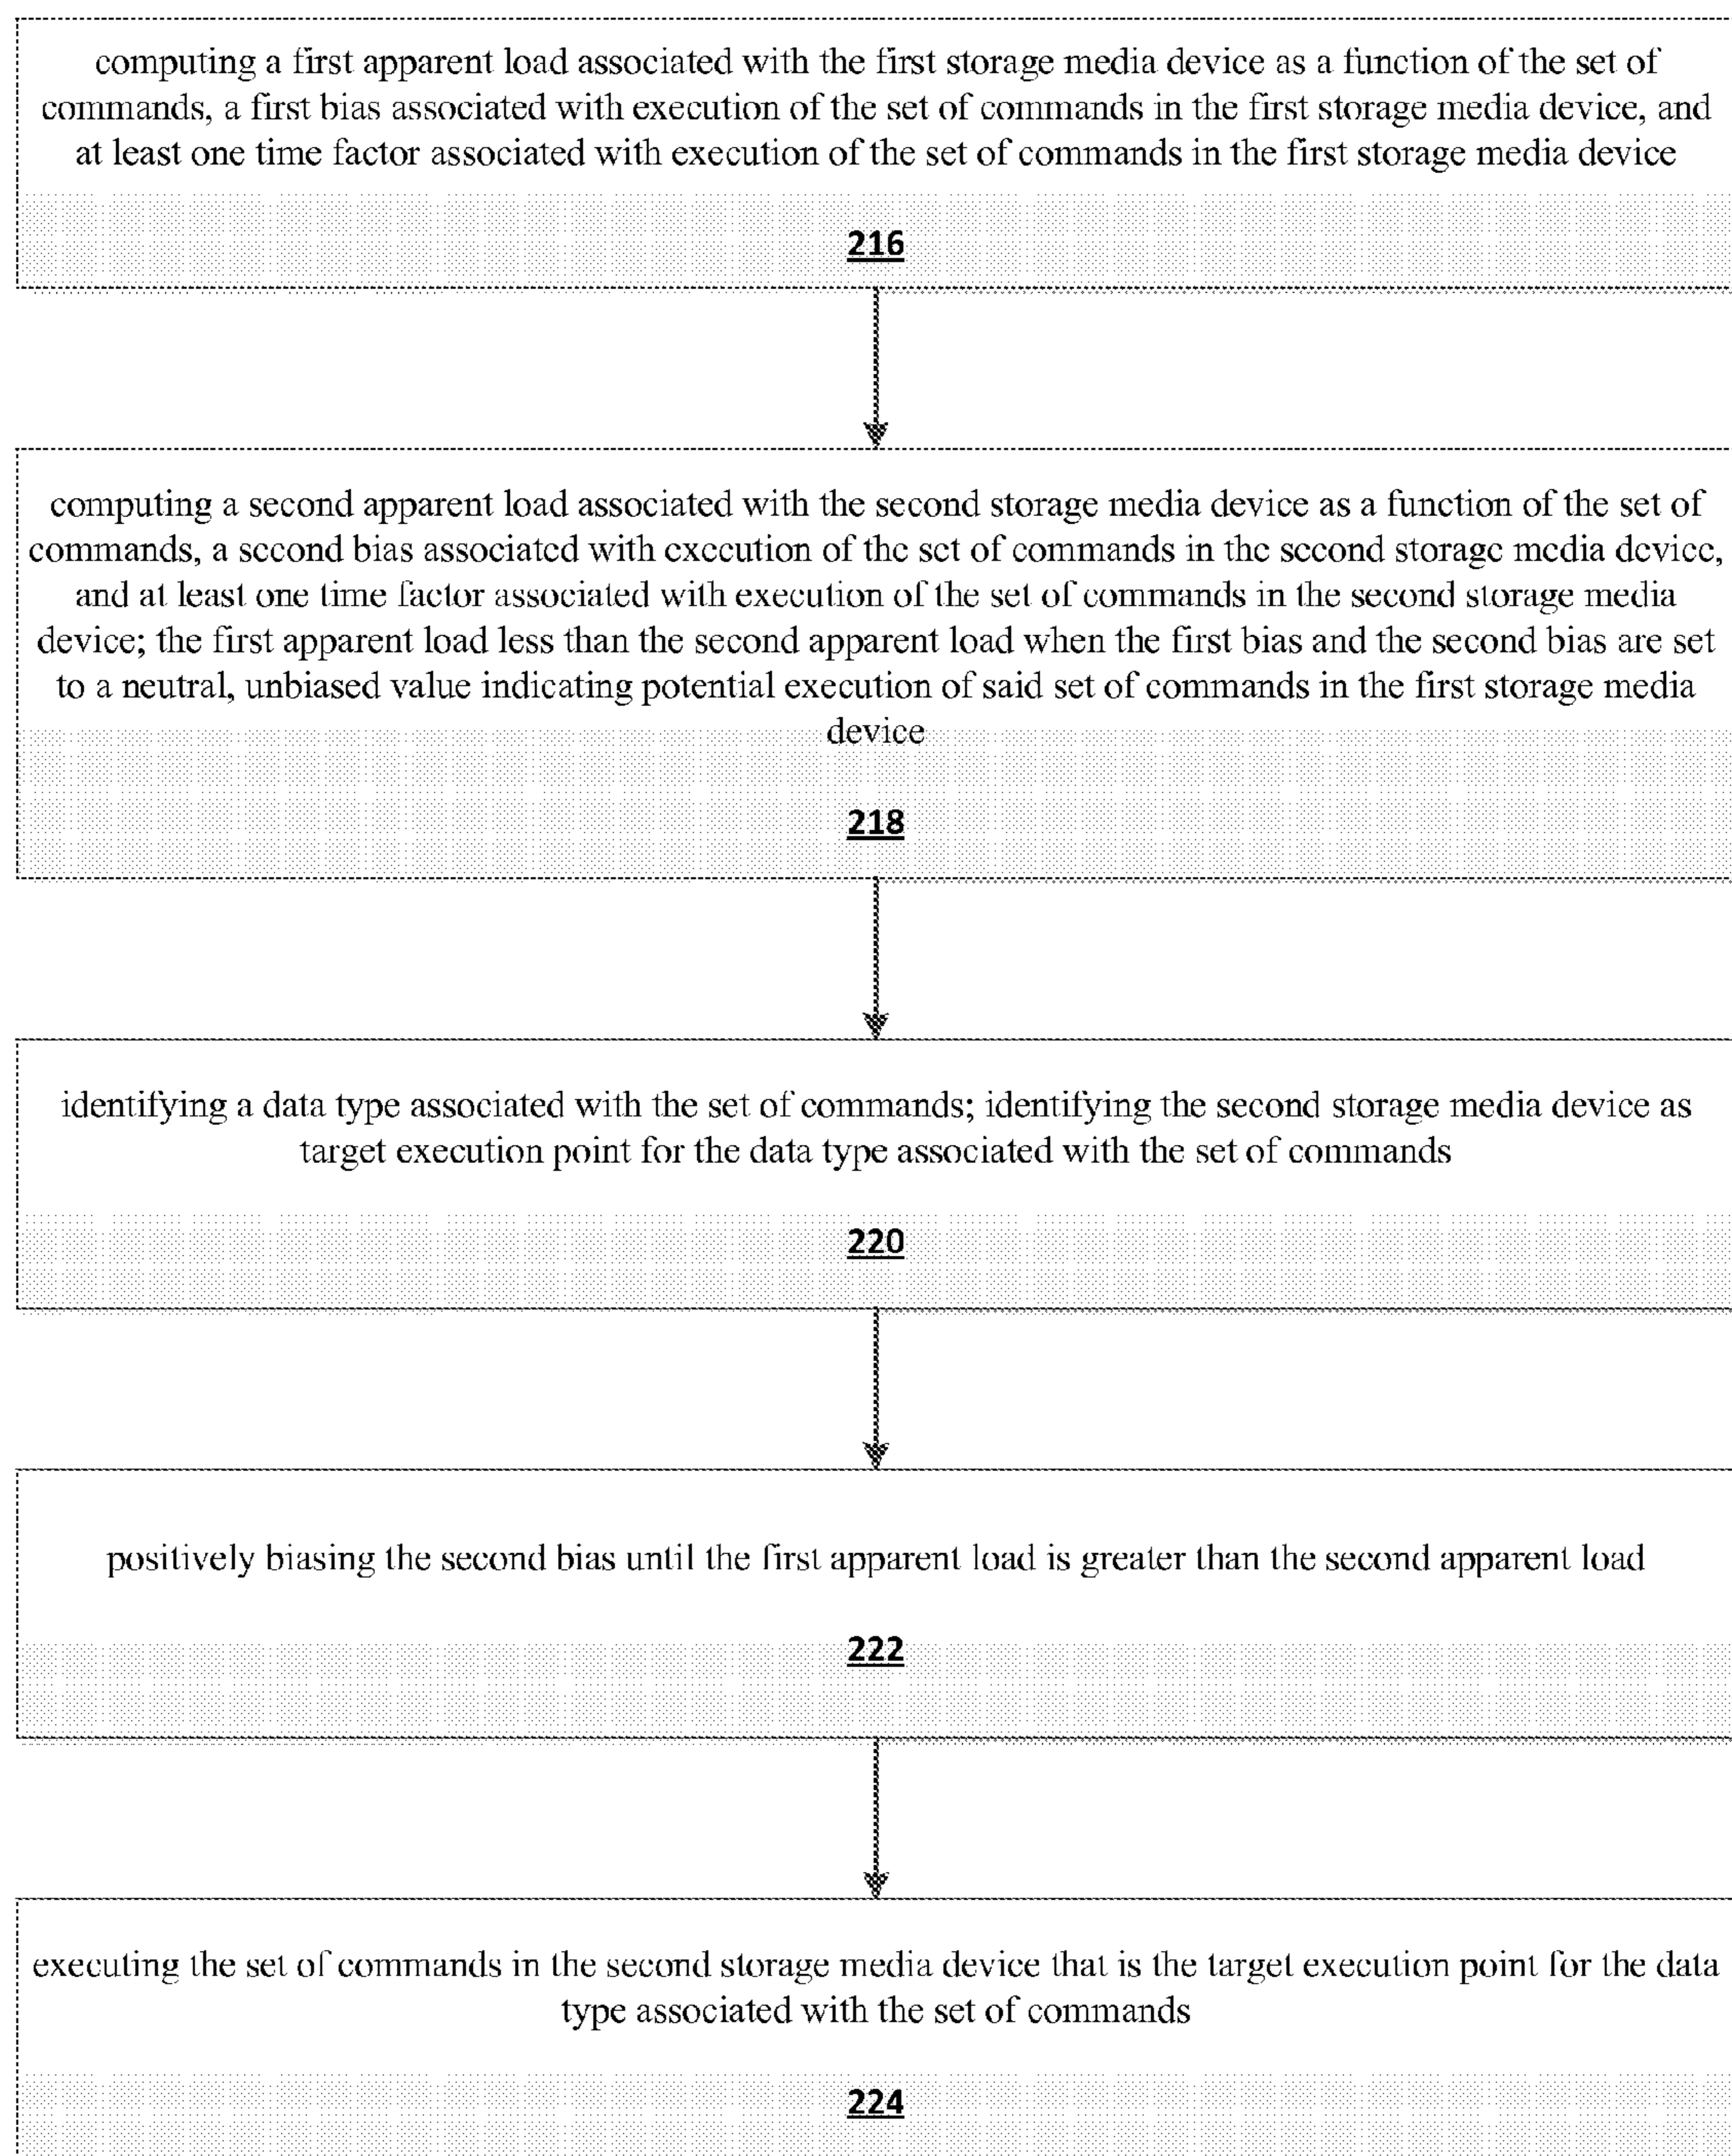 computing a first apparent load associated with the first storage media device as a function of the set of
commands, a first bias associated with execution of the set of commands in the first storage media device, and
at least one time factor associated with execution of the set of commands in the first storage media device
216
computing a second apparent load associated with the second storage media device as a function of the set of
commands, a second bias associated with execution of the set of commands in the second storage media device,
and at least one time factor associated with execution of the set of commands in the second storage media
device; the first apparent load less than the second apparent load when the first bias and the second bias are set
to a neutral, unbiased value indicating potential execution of said set of commands in the first storage media
device
218
identifying a data type associated with the set of commands; identifying the second storage media device as
target execution point for the data type associated with the set of commands
220
positively biasing the second bias until the first apparent load is greater than the second apparent load
222
executing the set of commands in the second storage media device that is the target execution point for the data
type associated with the set of commands
224